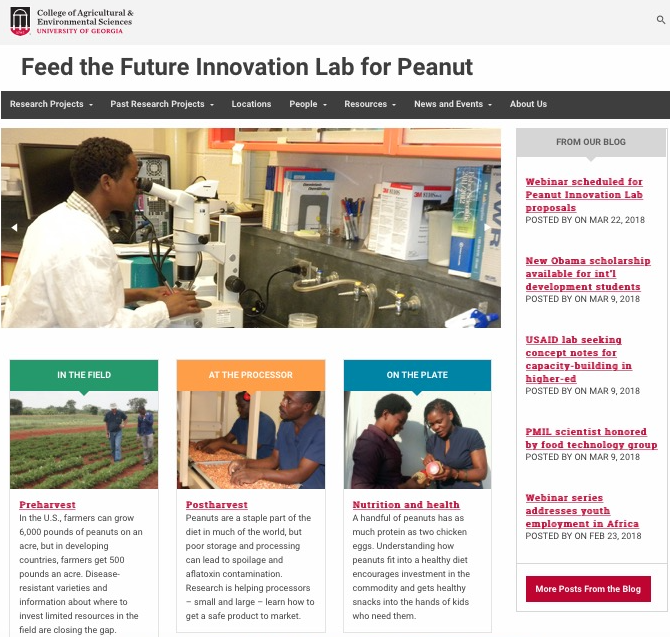 College of Agricultural &
Environmental Sciences
UNIVERSITY OF GEORGIA
Feed the Future Innovation Lab for Peanut
Research Projects
Past Research Projects
Locations
People
Resources
News and Events
About Us
FROM OUR BLOG
Webinar scheduled for
Peanut Innovation Lab
proposals
POSTED BY ON MAR 22, 2018
New Obama scholarship
available for int'l
development students
POSTED BY ON MAR 9, 2018
USAID lab seeking
concept notes for
capacity-building in
higher-ed
POSTED BY ON MAR 9, 2018
PMIL scientist honored
by food technology group
POSTED BY ON MAR 9, 2018
Webinar series
addresses youth
employment in Africa
POSTED BY ON FEB 23, 2018
More Posts From the Blog
IN THE FIELD
Preharvest
In the U.S., farmers can grow
6,000 pounds of peanuts on an
acre, but in developing
countries, farmers get 500
pounds an acre. Disease-
resistant varieties and
information about where to
invest limited resources in the
field are closing the gap.
AT THE PROCESSOR
Postharvest
Peanuts are a staple part of the
diet in much of the world, but
poor storage and processing
can lead to spoilage and
aflatoxin contamination.
Research is helping processors
– small and large – learn how to
get a safe product to market.
ON THE PLATE
Nutrition and health
A handful of peanuts has as
much protein as two chicken
eggs. Understanding how
peanuts fit into a healthy diet
encourages investment in the
commodity and gets healthy
snacks into the hands of kids
who need them.